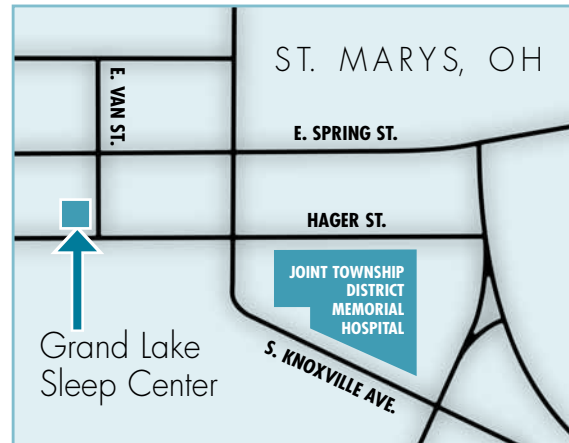 ST. MARYS, OH
E. VAN ST.
E. SPRING ST.
HAGER ST.
JOINT TOWNSHIP
DISTRICT
MEMORIAL
HOSPITAL
S. KNOXVILLE AVE.
Grand Lake
Sleep Center